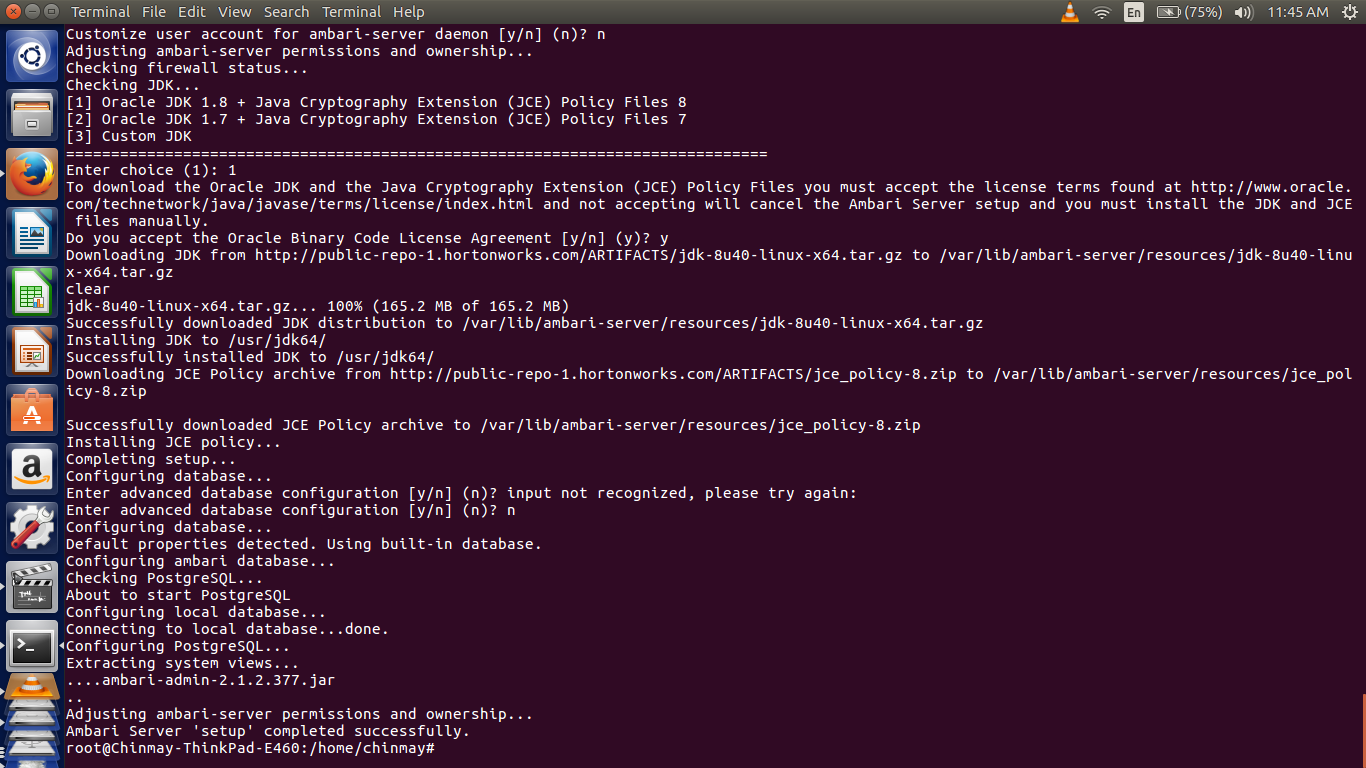 Terminal File Edit View Search Terminal Help En (75%) 11:45 AM
Customize user account for ambari-server daemon [y/n] (n)? n
Adjusting ambari-server permissions and ownership...
Checking firewall status...
Checking JDK...
[1] Oracle JDK 1.8 + Java Cryptography Extension (JCE) Policy Files 8
[2] Oracle JDK 1.7 + Java Cryptography Extension (JCE) Policy Files 7
[3] Custom JDK
==============================================================================
Enter choice (1): 1
To download the Oracle JDK and the Java Cryptography Extension (JCE) Policy Files you must accept the license terms found at http://www.oracle.
com/technetwork/java/javase/terms/license/index.html and not accepting will cancel the Ambari Server setup and you must install the JDK and JCE
 files manually.
Do you accept the Oracle Binary Code License Agreement [y/n] (y)? y
Downloading JDK from http://public-repo-1.hortonworks.com/ARTIFACTS/jdk-8u40-linux-x64.tar.gz to /var/lib/ambari-server/resources/jdk-8u40-linu
x-x64.tar.gz
clear
jdk-8u40-linux-x64.tar.gz... 100% (165.2 MB of 165.2 MB)
Successfully downloaded JDK distribution to /var/lib/ambari-server/resources/jdk-8u40-linux-x64.tar.gz
Installing JDK to /usr/jdk64/
Successfully installed JDK to /usr/jdk64/
Downloading JCE Policy archive from http://public-repo-1.hortonworks.com/ARTIFACTS/jce_policy-8.zip to /var/lib/ambari-server/resources/jce_pol
icy-8.zip
Successfully downloaded JCE Policy archive to /var/lib/ambari-server/resources/jce_policy-8.zip
Installing JCE policy...
Completing setup...
Configuring database...
Enter advanced database configuration [y/n] (n)? input not recognized, please try again:
Enter advanced database configuration [y/n] (n)? n
Configuring database...
Default properties detected. Using built-in database.
Configuring ambari database...
Checking PostgreSQL...
About to start PostgreSQL
Configuring local database...
Connecting to local database...done.
Configuring PostgreSQL...
Extracting system views...
....ambari-admin-2.1.2.377.jar
..
Adjusting ambari-server permissions and ownership...
Ambari Server 'setup' completed successfully.
root@Chinmay-ThinkPad-E460:/home/chinmay#